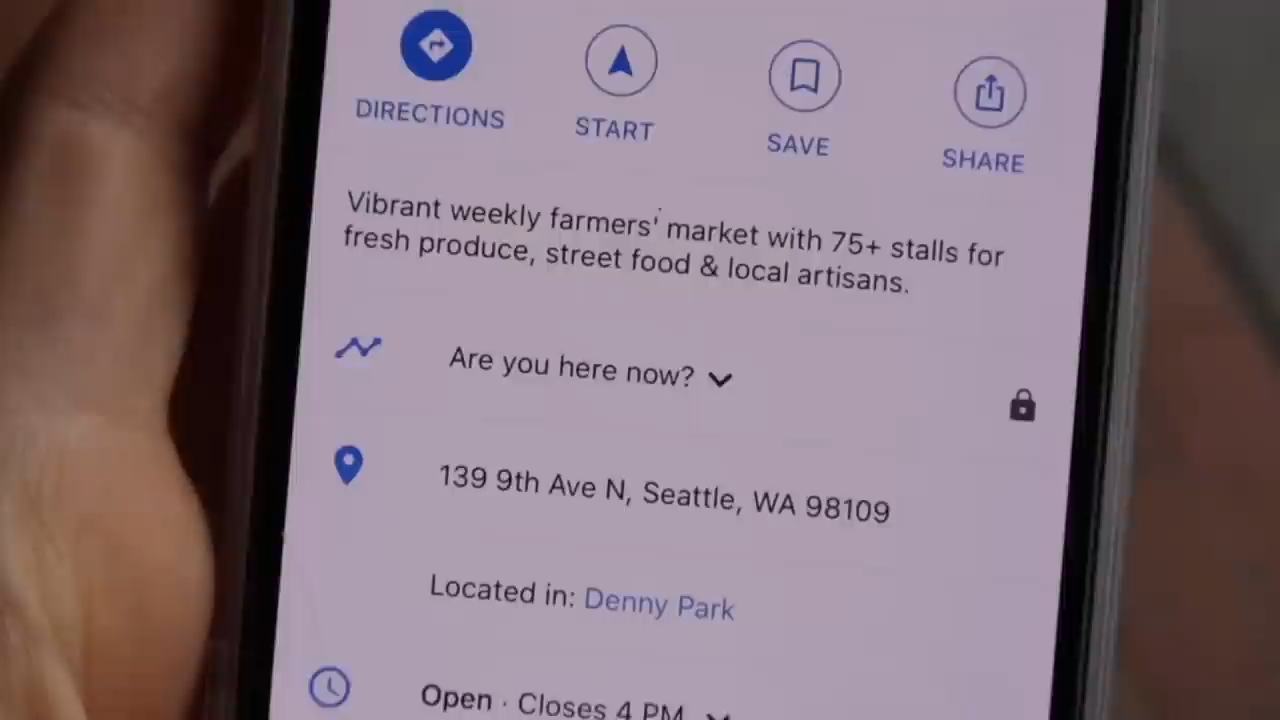 DIRECTIONS
START
SAVE
SHARE
Vibrant weekly farmers' market with 75+ stalls for
fresh produce, street food & local artisans.
Are you here now?
139 9th Ave N, Seattle, WA 98109
Located in: Denny Park
Open · Closes 4 PM